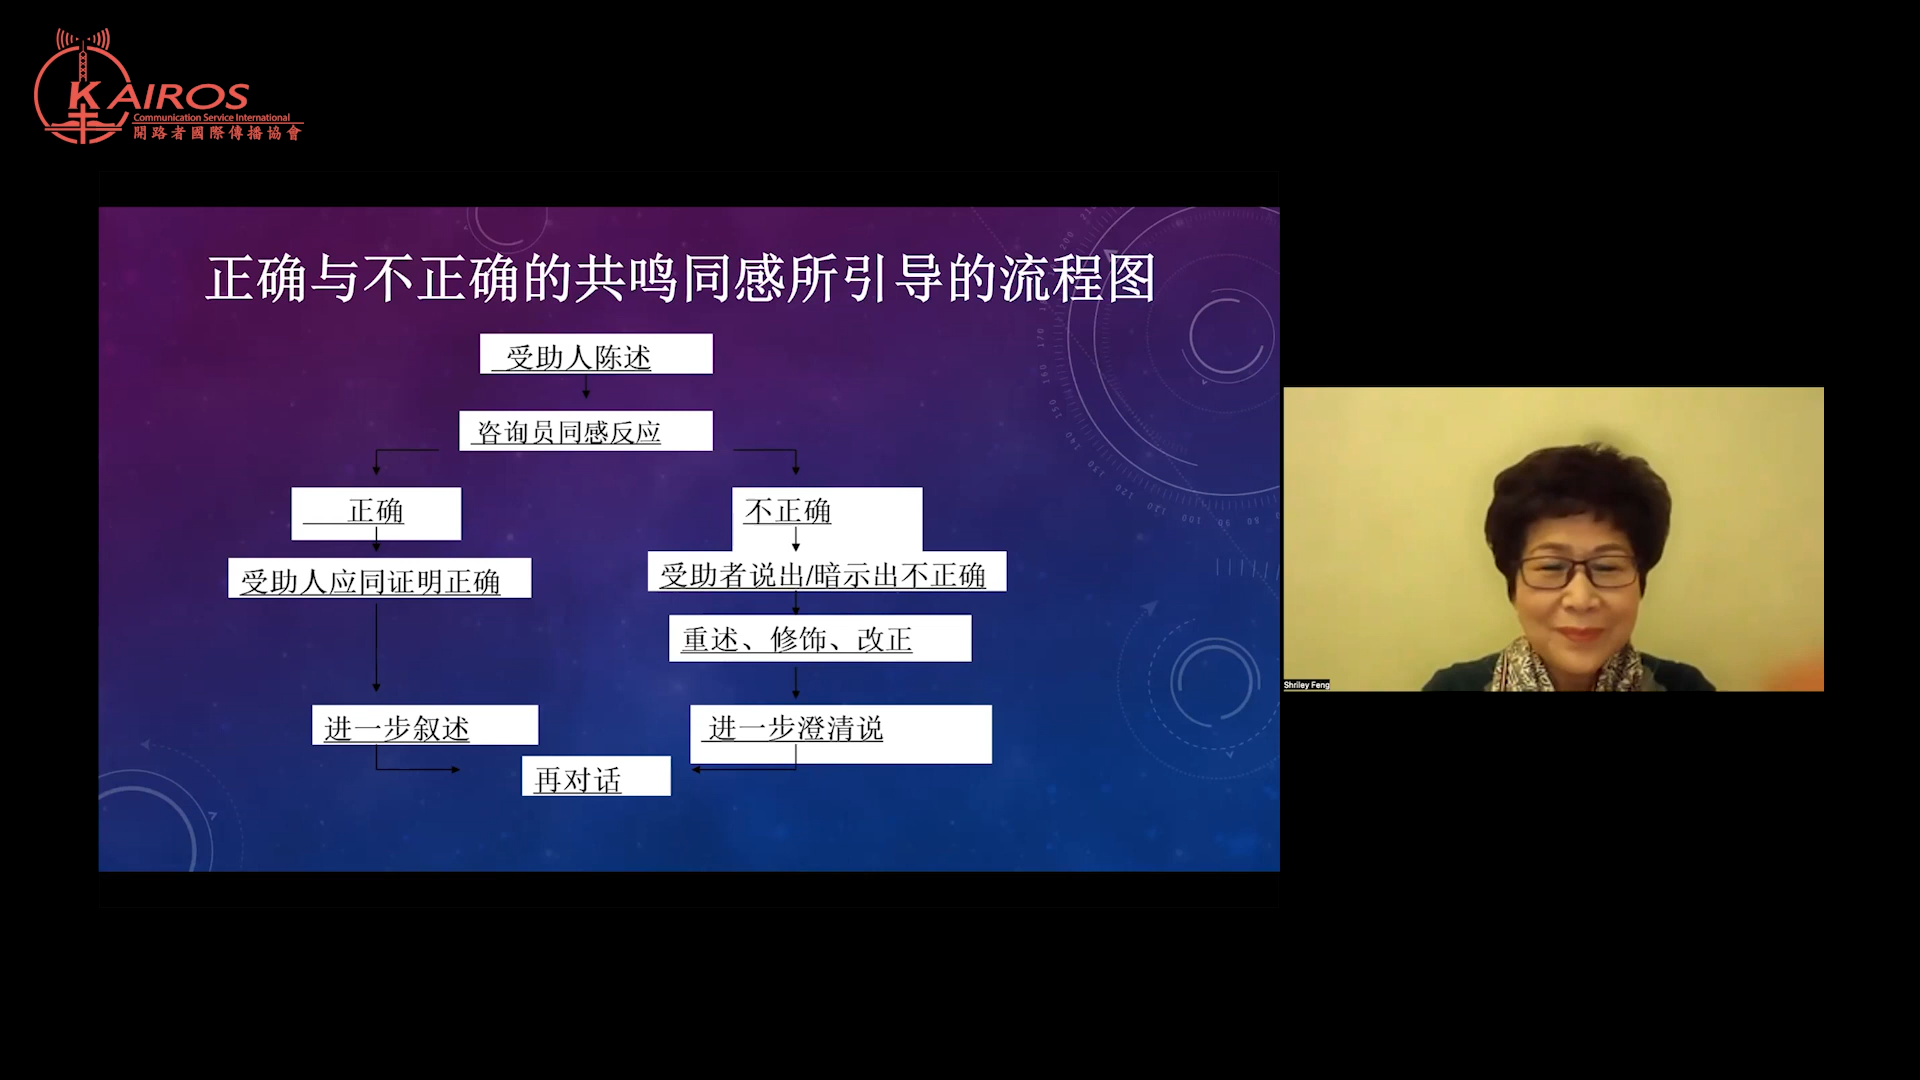 KAIROS
Communication Service International
開路者國際傳播協會
正确与不正确的共鸣同感所引导的流程图
受助人陈述
咨询员同感反应
正确
不正确
受助人应同证明正确
受助者说出/暗示出不正确
重述、修饰、改正
进一步叙述
进一步澄清说
再对话
Shriley Feng